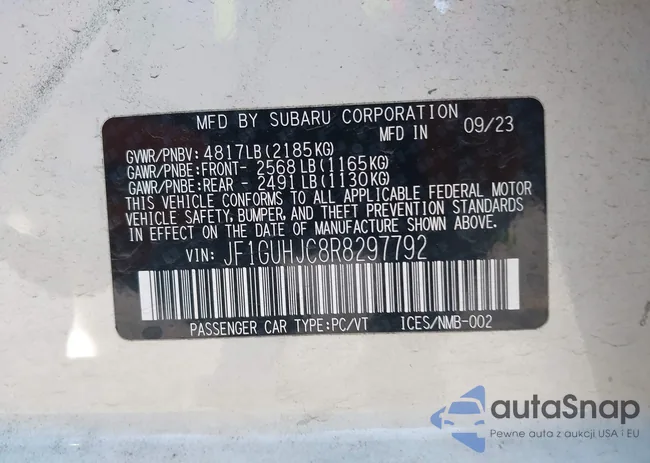 MFD BY SUBARU CORPORATION
MFD IN 09/23
GVWR/PNBV: 4817LB(2185KG)
GAWR/PNBE:FRONT- 2568LB(1165KG)
GAWR/PNBE:REAR - 2491LB(1130KG)
THIS VEHICLE CONFORMS TO ALL APPLICABLE FEDERAL MOTOR
VEHICLE SAFETY, BUMPER, AND THEFT PREVENTION STANDARDS
IN EFFECT ON THE DATE OF MANUFACTURE SHOWN ABOVE.
VIN: JF1GUHJC8R8297792
PASSENGER CAR TYPE:PC/VT ICES/NMB-002
autoSnap
Pewne auta z aukcji USA i EU